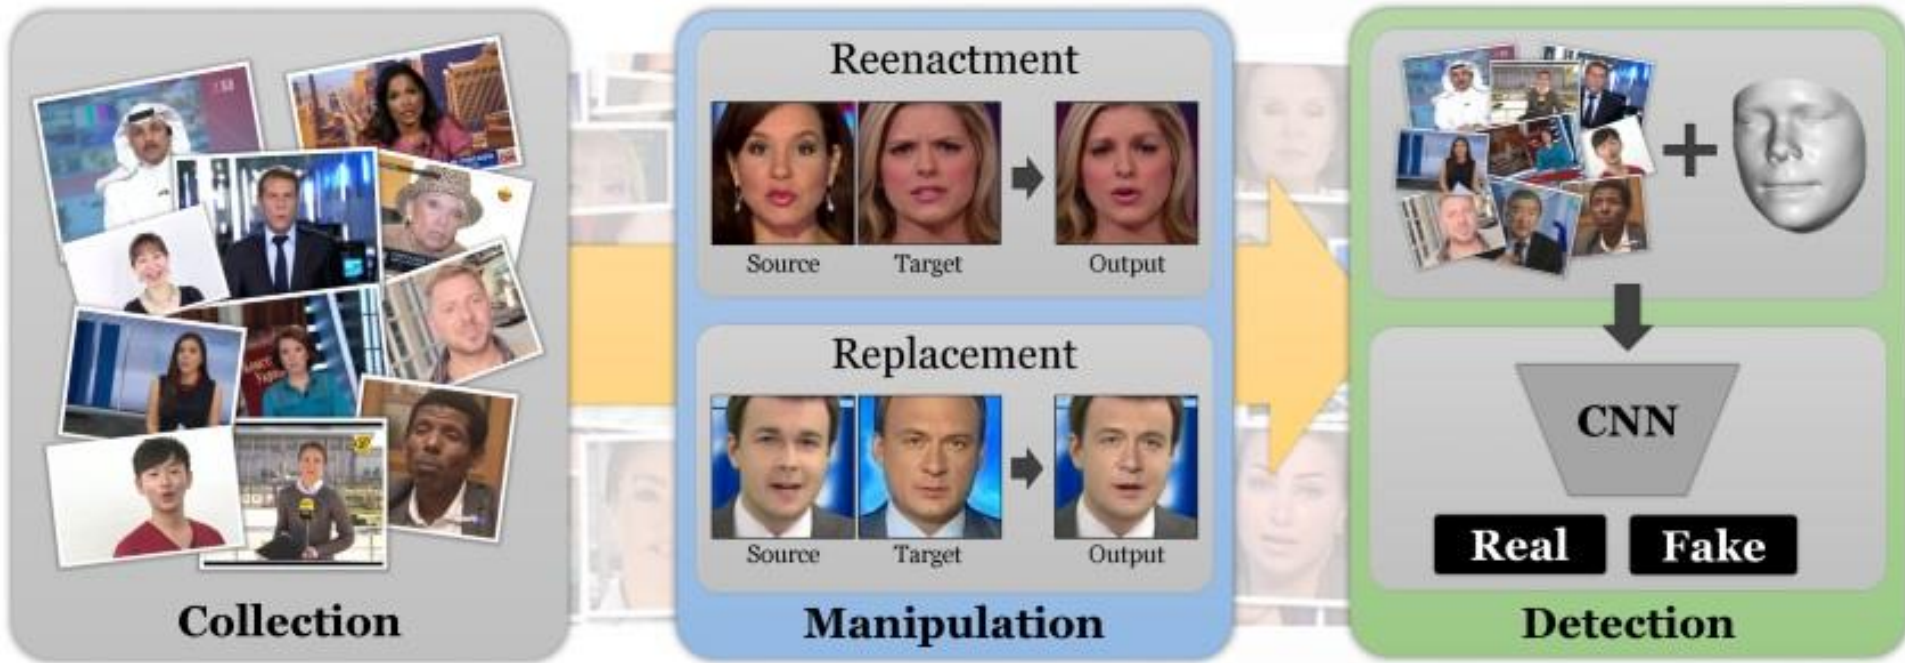 Collection
Reenactment
Source Target Output
Replacement
Source Target Output
Manipulation
CNN
Real Fake
Detection